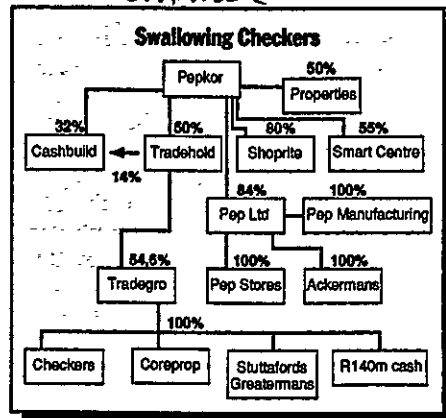 Swallowing Checkers
Pepkor
50%
Properties
32%
50%
80%
55%
Cashbuild
Tradehold
Shoprite
Smart Centre
14%
84%
100%
Pep Ltd
Pep Manufacturing
54,5%
100%
100%
Tradegro
Pep Stores
Ackermans
100%
Checkers
Coreprop
Stuttafords
Greatermans
R140m cash